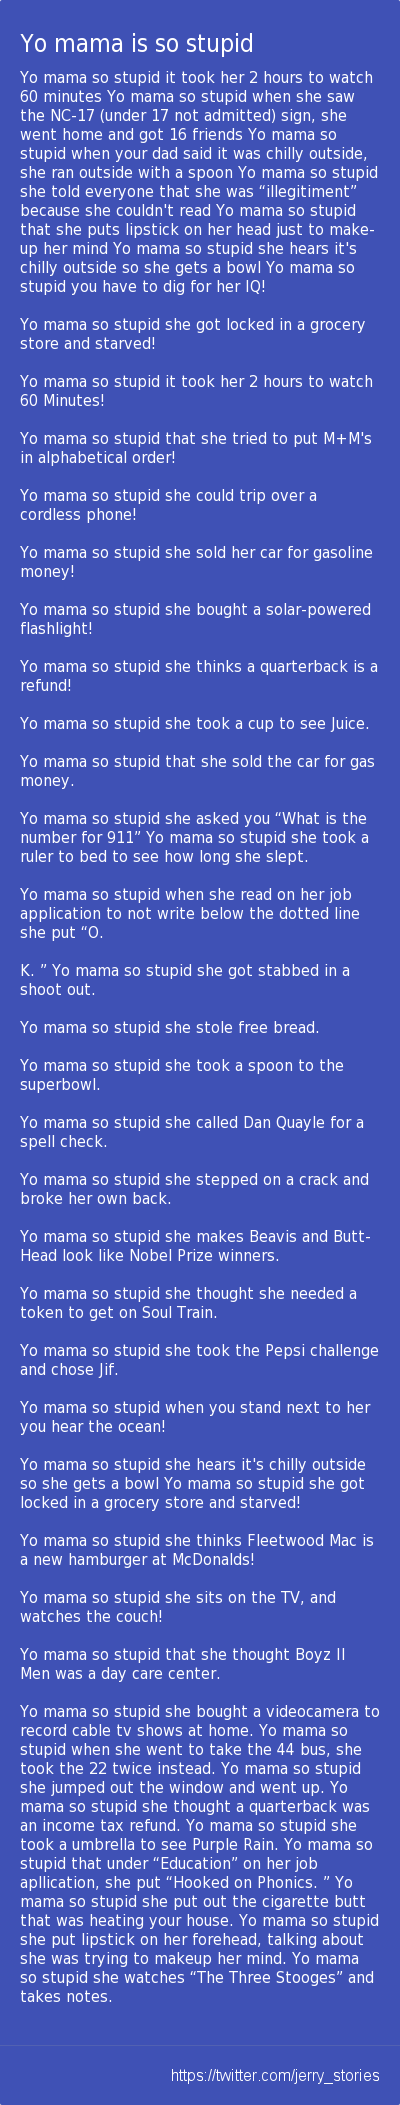 Yo mama is so stupid
Yo mama so stupid it took her 2 hours to watch
60 minutes Yo mama so stupid when she saw
the NC-17 (under 17 not admitted) sign, she
went home and got 16 friends Yo mama so
stupid when your dad said it was chilly outside,
she ran outside with a spoon Yo mama so stupid
she told everyone that she was “illegitiment”
because she couldn't read Yo mama so stupid
that she puts lipstick on her head just to make-
up her mind Yo mama so stupid she hears it's
chilly outside so she gets a bowl Yo mama so
stupid you have to dig for her IQ!
Yo mama so stupid she got locked in a grocery
store and starved!
Yo mama so stupid it took her 2 hours to watch
60 Minutes!
Yo mama so stupid that she tried to put M+M's
in alphabetical order!
Yo mama so stupid she could trip over a
cordless phone!
Yo mama so stupid she sold her car for gasoline
money!
Yo mama so stupid she bought a solar-powered
flashlight!
Yo mama so stupid she thinks a quarterback is a
refund!
Yo mama so stupid she took a cup to see Juice.
Yo mama so stupid that she sold the car for gas
money.
Yo mama so stupid she asked you “What is the
number for 911” Yo mama so stupid she took a
ruler to bed to see how long she slept.
Yo mama so stupid when she read on her job
application to not write below the dotted line
she put “O.
K. ” Yo mama so stupid she got stabbed in a
shoot out.
Yo mama so stupid she stole free bread.
Yo mama so stupid she took a spoon to the
superbowl.
Yo mama so stupid she called Dan Quayle for a
spell check.
Yo mama so stupid she stepped on a crack and
broke her own back.
Yo mama so stupid she makes Beavis and Butt-
Head look like Nobel Prize winners.
Yo mama so stupid she thought she needed a
token to get on Soul Train.
Yo mama so stupid she took the Pepsi challenge
and chose Jif.
Yo mama so stupid when you stand next to her
you hear the ocean!
Yo mama so stupid she hears it's chilly outside
so she gets a bowl Yo mama so stupid she got
locked in a grocery store and starved!
Yo mama so stupid she thinks Fleetwood Mac is
a new hamburger at McDonalds!
Yo mama so stupid she sits on the TV, and
watches the couch!
Yo mama so stupid that she thought Boyz II
Men was a day care center.
Yo mama so stupid she bought a videocamera to
record cable tv shows at home. Yo mama so
stupid when she went to take the 44 bus, she
took the 22 twice instead. Yo mama so stupid
she jumped out the window and went up. Yo
mama so stupid she thought a quarterback was
an income tax refund. Yo mama so stupid she
took a umbrella to see Purple Rain. Yo mama so
stupid that under “Education” on her job
apllication, she put “Hooked on Phonics. ” Yo
mama so stupid she put out the cigarette butt
that was heating your house. Yo mama so stupid
she put lipstick on her forehead, talking about
she was trying to makeup her mind. Yo mama
so stupid she watches “The Three Stooges” and
takes notes.
https://twitter.com/jerry_stories